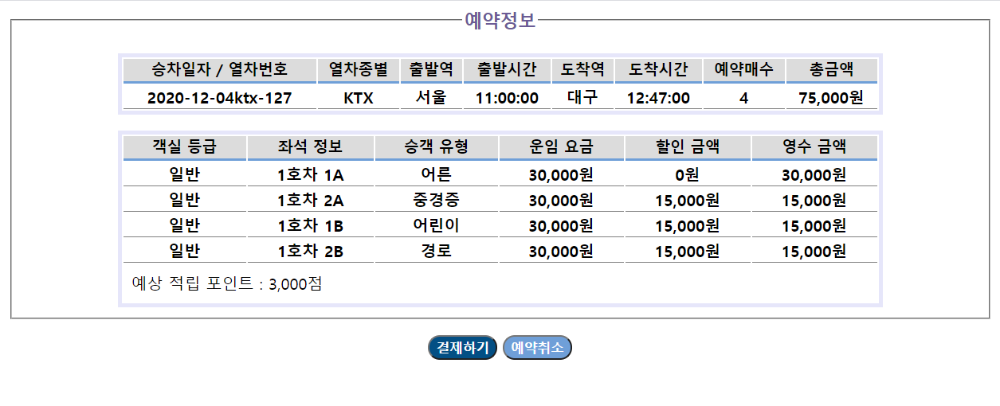 예약정보
승차일자 / 열차번호 열차종별 출발역 출발시간 도착역 도착시간 예약매수 총금액
2020-12-04ktx-127 KTX 서울 11:00:00 대구 12:47:00 4 75,000원
객실 등급 좌석 정보 승객 유형 운임 요금 할인 금액 영수 금액
일반 1호차 1A 어른 30,000원 0원 30,000원
일반 1호차 2A 중경증 30,000원 15,000원 15,000원
일반 1호차 1B 어린이 30,000원 15,000원 15,000원
일반 1호차 2B 경로 30,000원 15,000원 15,000원
예상 적립 포인트 : 3,000점
결제하기 예약취소